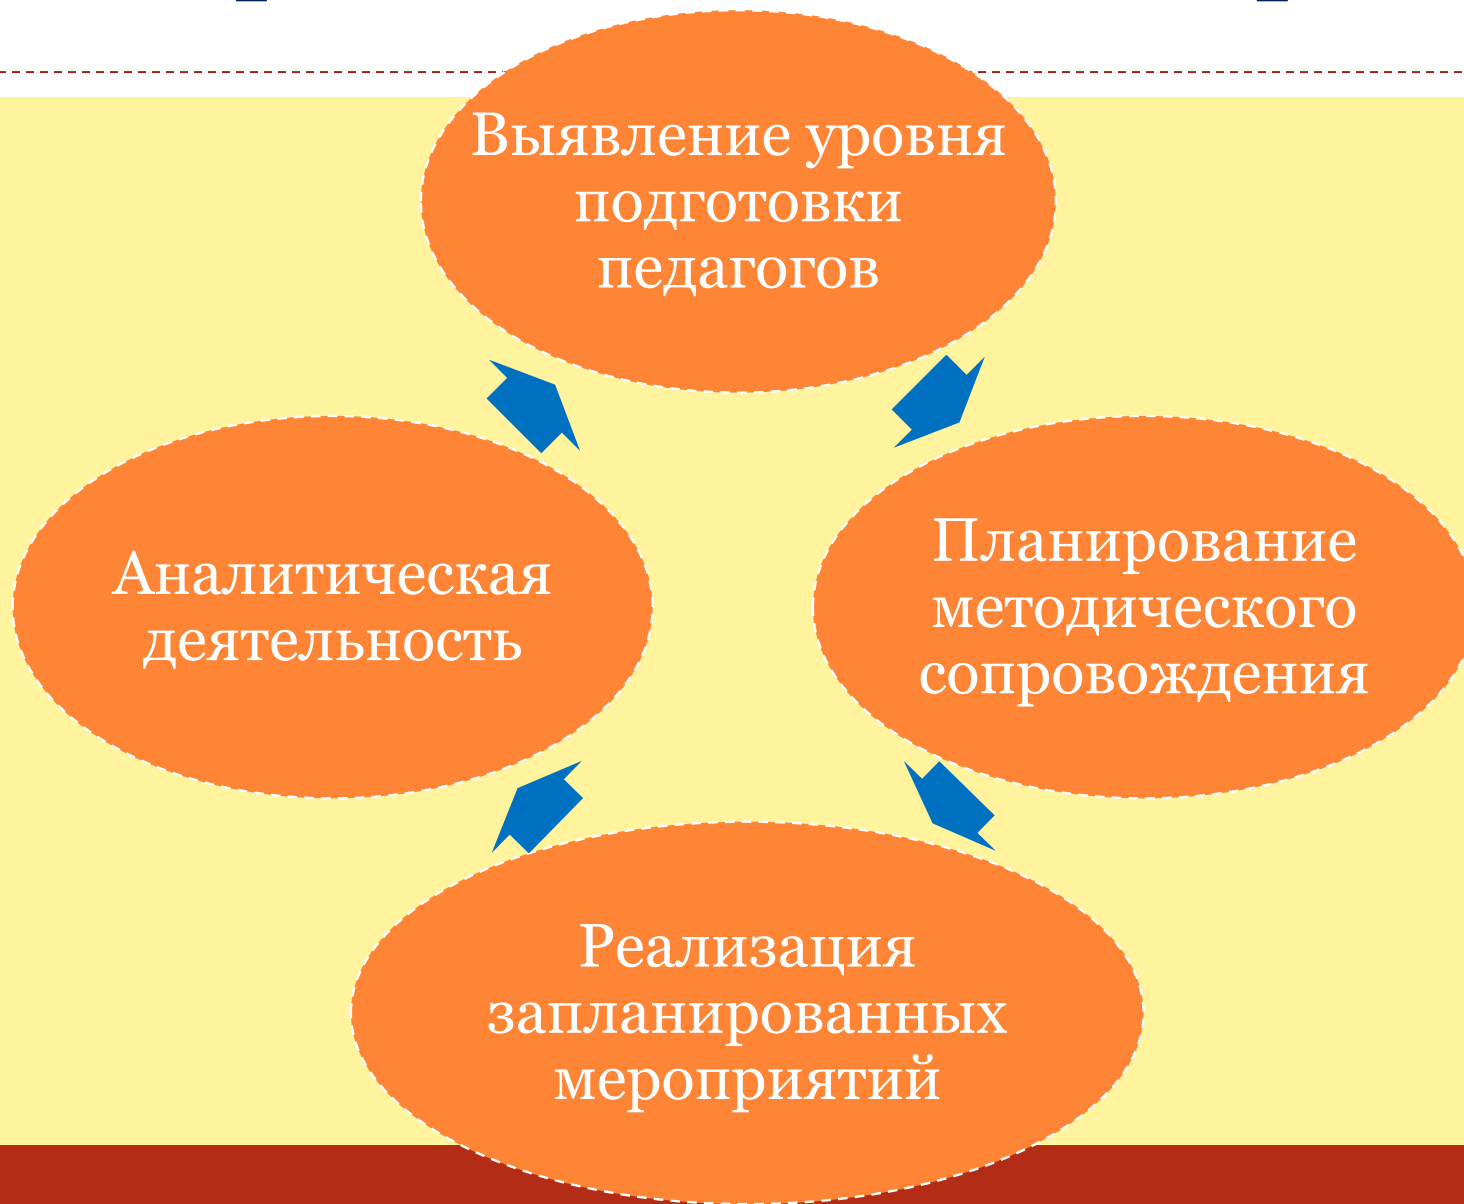 Выявление уровня
подготовки
педагогов
Аналитическая
деятельность
Планирование
методического
сопровождения
Реализация
запланированных
мероприятий